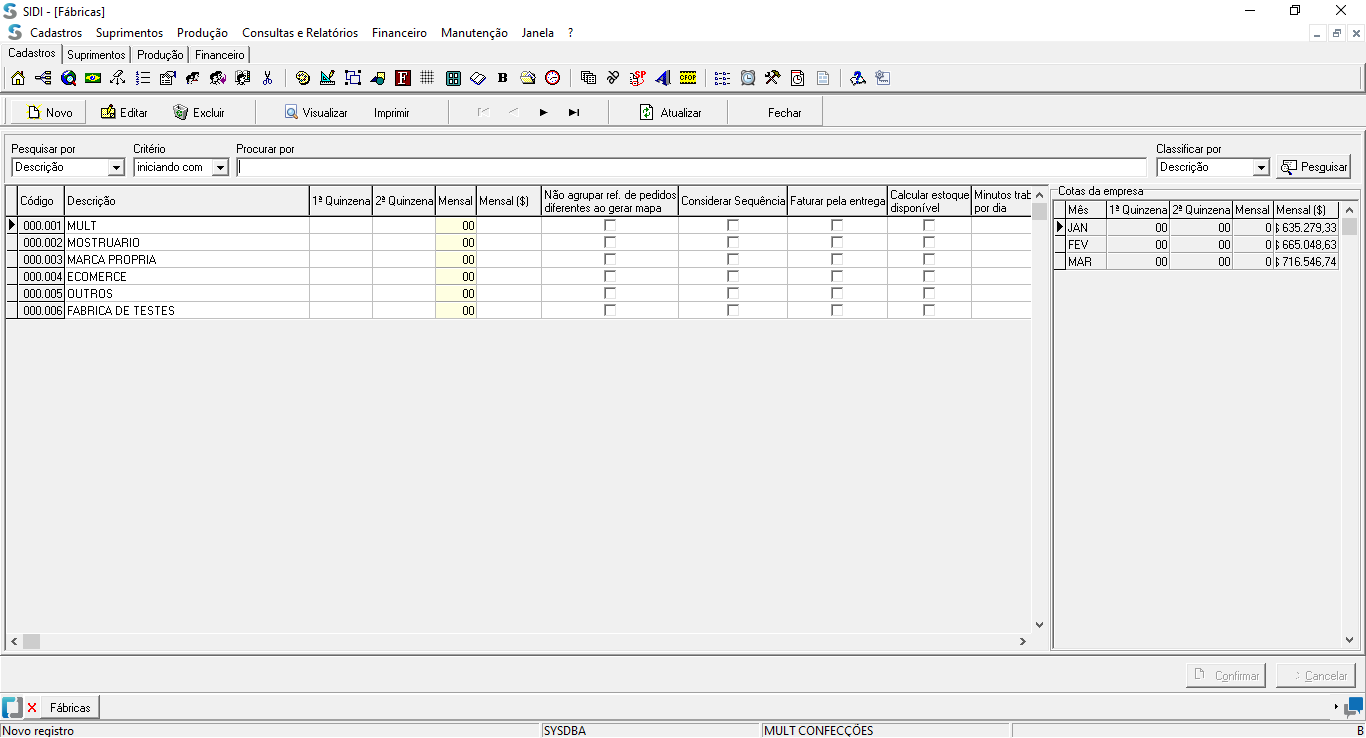 SIDI - [Fábricas]
Cadastros Suprimentos Produção Consultas e Relatórios Financeiro Manutenção Janela ?
Cadastros Suprimentos Produção Financeiro
F B SP CFOP
Novo Editar Excluir Visualizar Imprimir Atualizar Fechar
Pesquisar por Critério Procurar por Classificar por
Descrição iniciando com Descrição Pesquisar
Cotas da empresa
Código Descrição 1ª Quinzena 2ª Quinzena Mensal Mensal ($) Não agrupar ref. de pedidos diferentes ao gerar mapa Considerar Sequência Faturar pela entrega Calcular estoque disponível Minutos trab por dia
000.001 MULT 00
000.002 MOSTRUARIO 00
000.003 MARCA PROPRIA 00
000.004 ECOMERCE 00
000.005 OUTROS 00
000.006 FABRICA DE TESTES 00
Mês 1ª Quinzena 2ª Quinzena Mensal Mensal ($)
JAN 00 00 0 $ 635.279,33
FEV 00 00 0 $ 665.048,63
MAR 00 00 0 $ 716.546,74
Confirmar Cancelar
Fábricas
Novo registro SYSDBA MULT CONFECÇÕES B